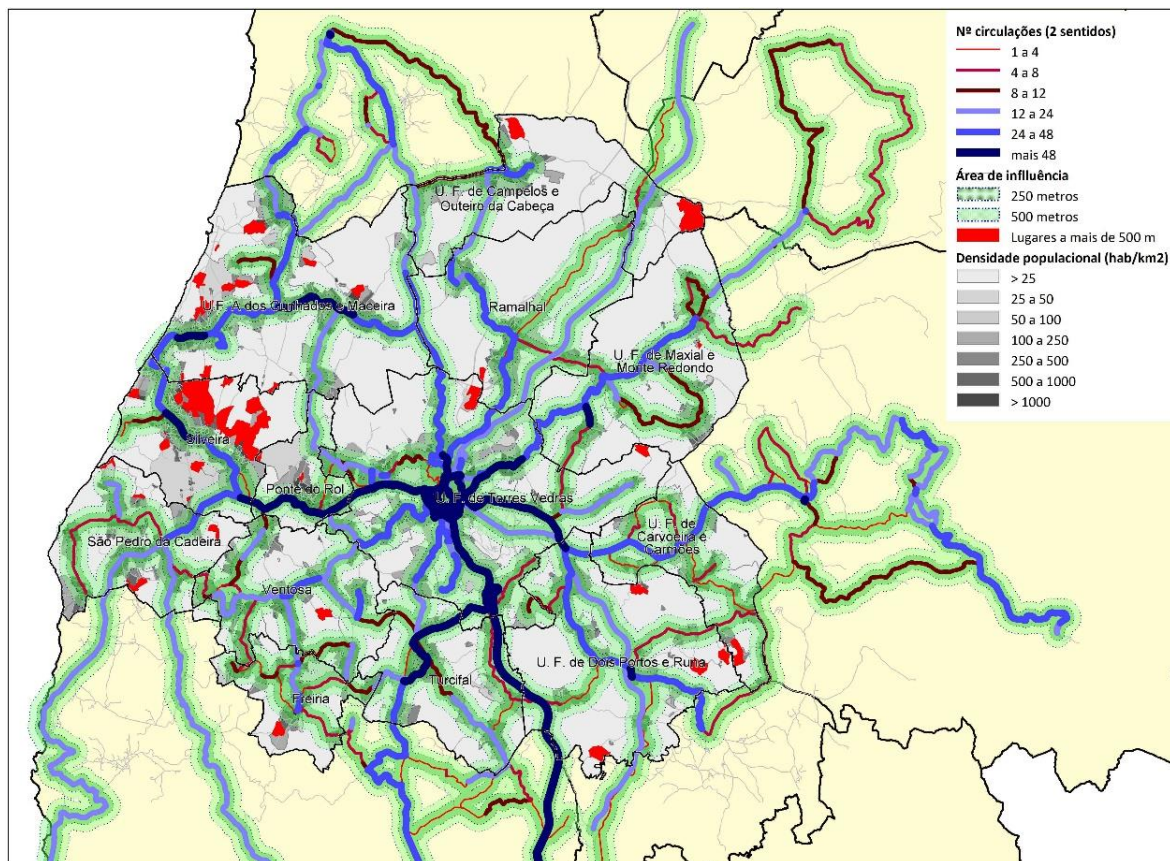 Nº circulações (2 sentidos)
1 a 4
4 a 8
8 a 12
12 a 24
24 a 48
mais 48
Área de infiluência
250 metros
500 metros
Lugares a mais de 500 m
Densidade populacional (hab/km2)
> 25
25 a 50
50 a 100
100 a 250
250 a 500
500 a 1000
> 1000
U. F. de Campelos e
Outeiro da Cabeça
U.F. A dos Cunhados e Maceira
Ramalhal
U. F. de Maxial e
Monte Redondo
Silveira
Ponte do Rol
U. F. de Torres Vedras
São Pedro da Cadeira
U. F. de
Carvoeira e
Carmões
Ventosa
U. F. de Dois Portos e Runa
Turcifal
Freiria